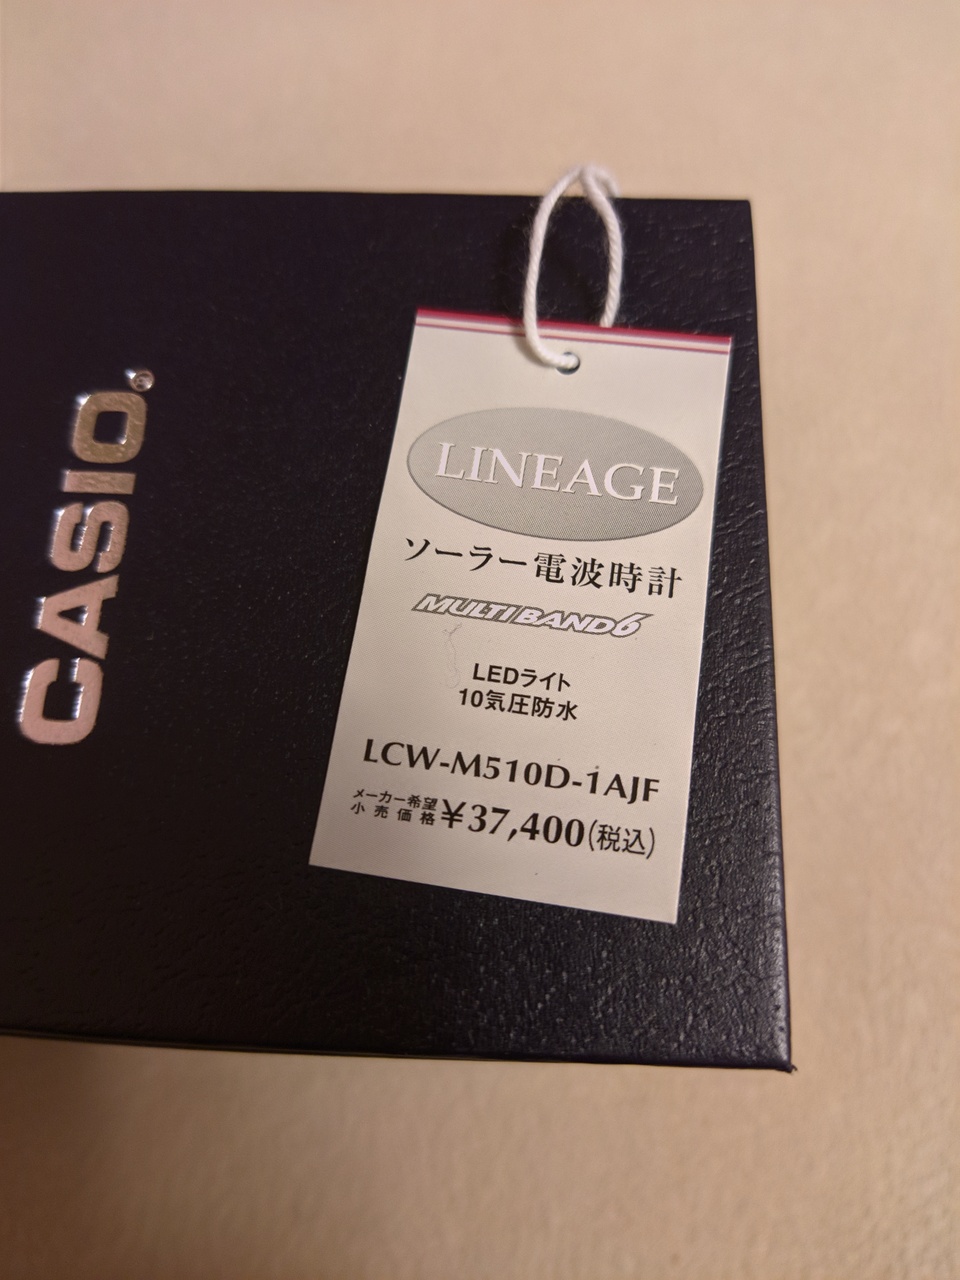 CASIO®
LINEAGE
ソーラー電波時計
MULTI BAND 6
LEDライト
10気圧防水
LCW-M510D-1AJF
メーカー希望
小売価格 ¥37,400(税込)